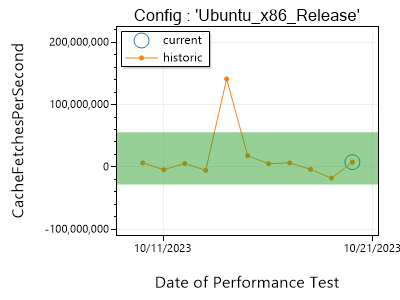 Config : 'Ubuntu_x86_Release'
current
historic
CacheFetchesPerSecond
200,000,000
100,000,000
0
-100,000,000
10/11/2023
10/21/2023
Date of Performance Test